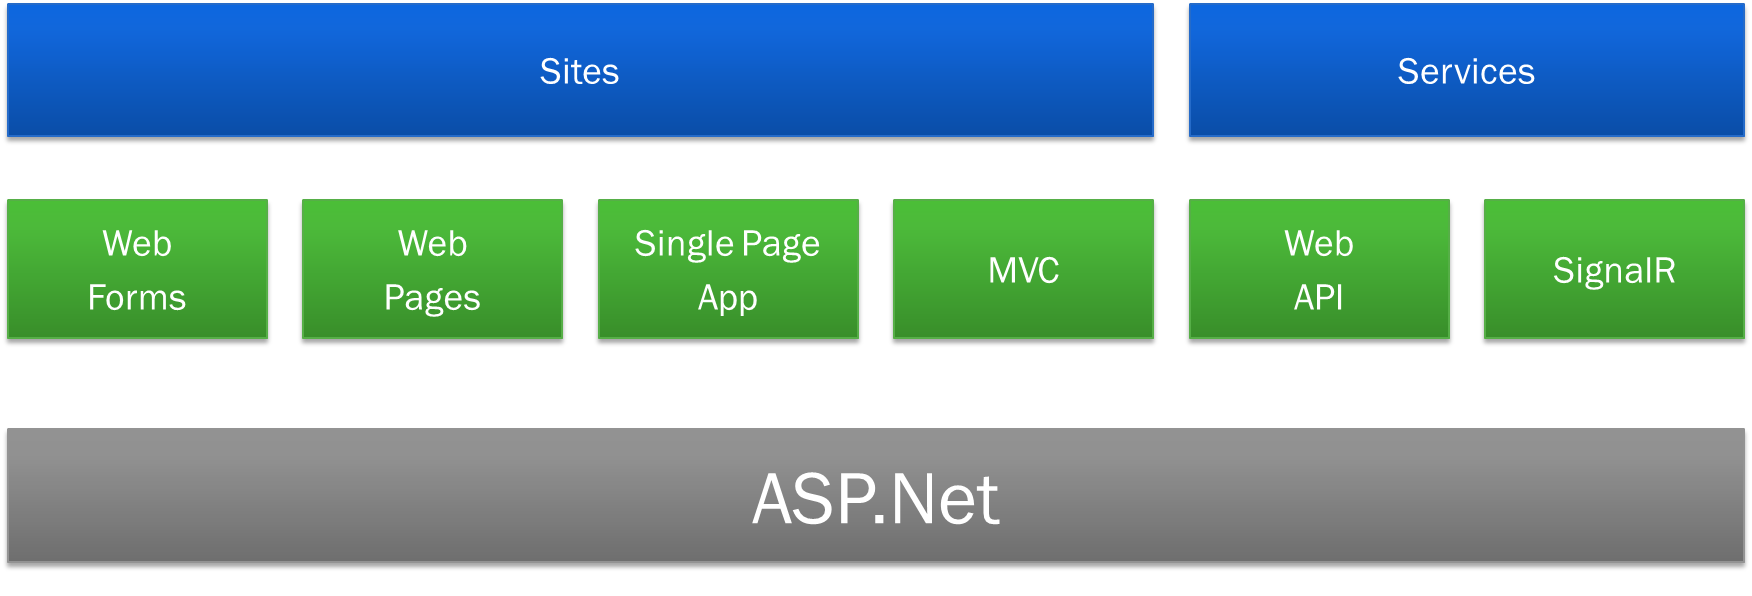 Sites
Services
Web
Forms
Web
Pages
Single Page
App
MVC
Web
API
SignalR
ASP.Net